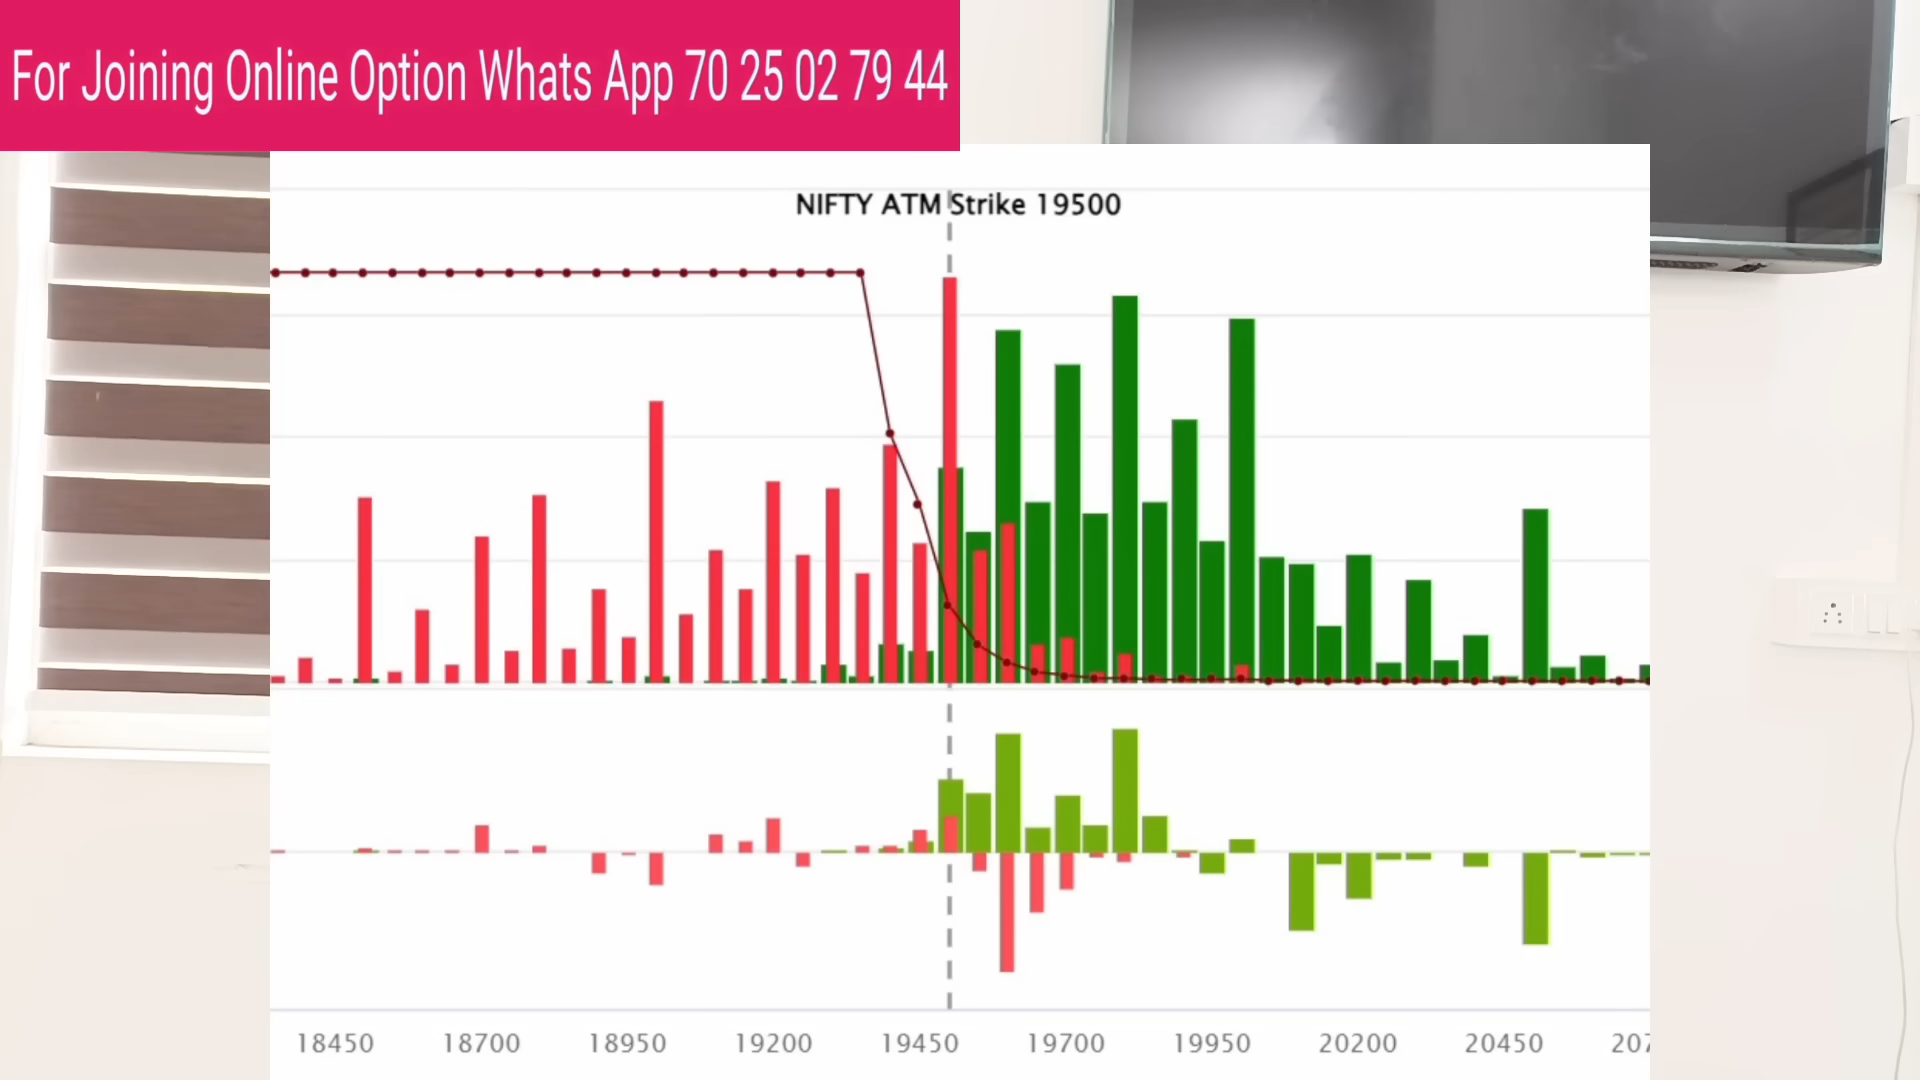 For Joining Online Option Whats App 70 25 02 79 44
NIFTY ATM Strike 19500
18450 18700 18950 19200 19450 19700 19950 20200 20450 207